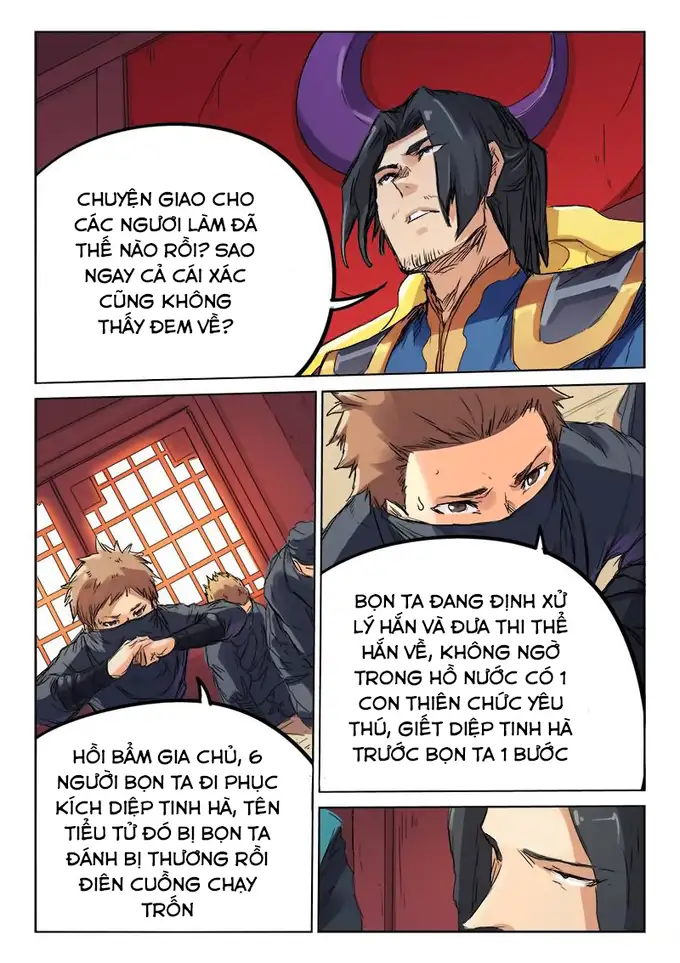 CHUYỆN GIAO CHO
CÁC NGƯƠI LÀM ĐÃ
THẾ NÀO RỒI? SAO
NGAY CẢ CÁI XÁC
CŨNG KHÔNG
THẤY ĐEM VỀ?
HỒI BẨM GIA CHỦ, 6
NGƯỜI BỌN TA ĐI PHỤC
KÍCH DIỆP TINH HÀ, TÊN
TIỂU TỬ ĐÓ BỊ BỌN TA
ĐÁNH BỊ THƯƠNG RỒI
ĐIÊN CUỒNG CHẠY
TRỐN
BỌN TA ĐANG ĐỊNH XỬ
LÝ HẮN VÀ ĐƯA THI THỂ
HẮN VỀ, KHÔNG NGỜ
TRONG HỒ NƯỚC CÓ 1
CON THIÊN CHỨC YÊU
THÚ, GIẾT DIỆP TINH HÀ
TRƯỚC BỌN TA 1 BƯỚC